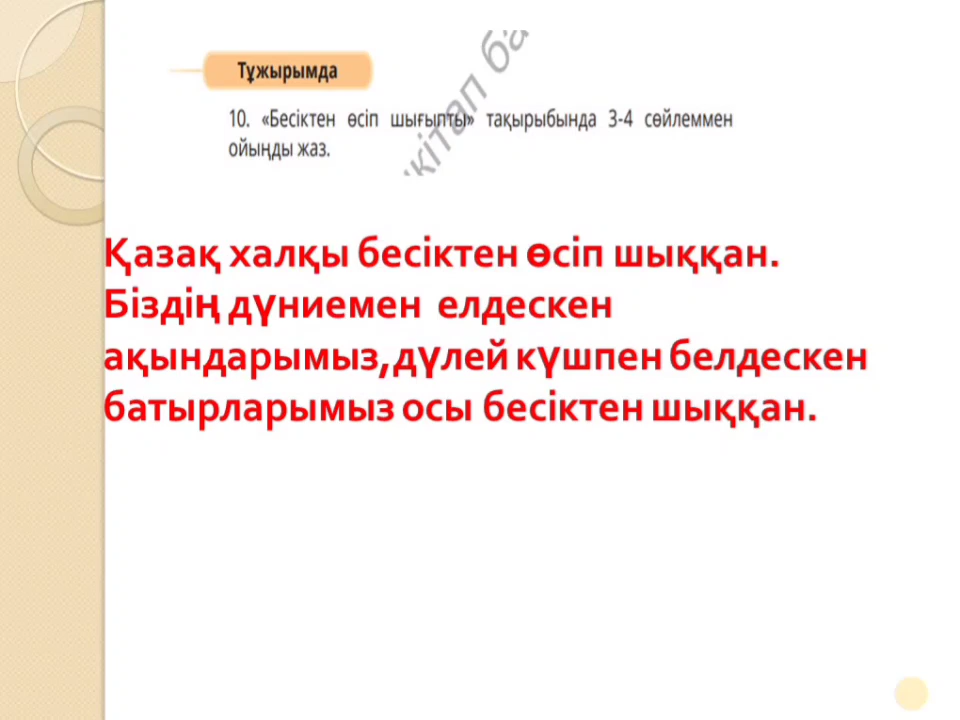 Тұжырымда
10. «Бесіктен өсіп шығыпты» тақырыбында 3-4 сөйлеммен
ойыңды жаз.
Қазақ халқы бесіктен өсіп шыққан.
Біздің дүниемен елдескен
ақындарымыз,дүлей күшпен белдескен
батырларымыз осы бесіктен шыққан.